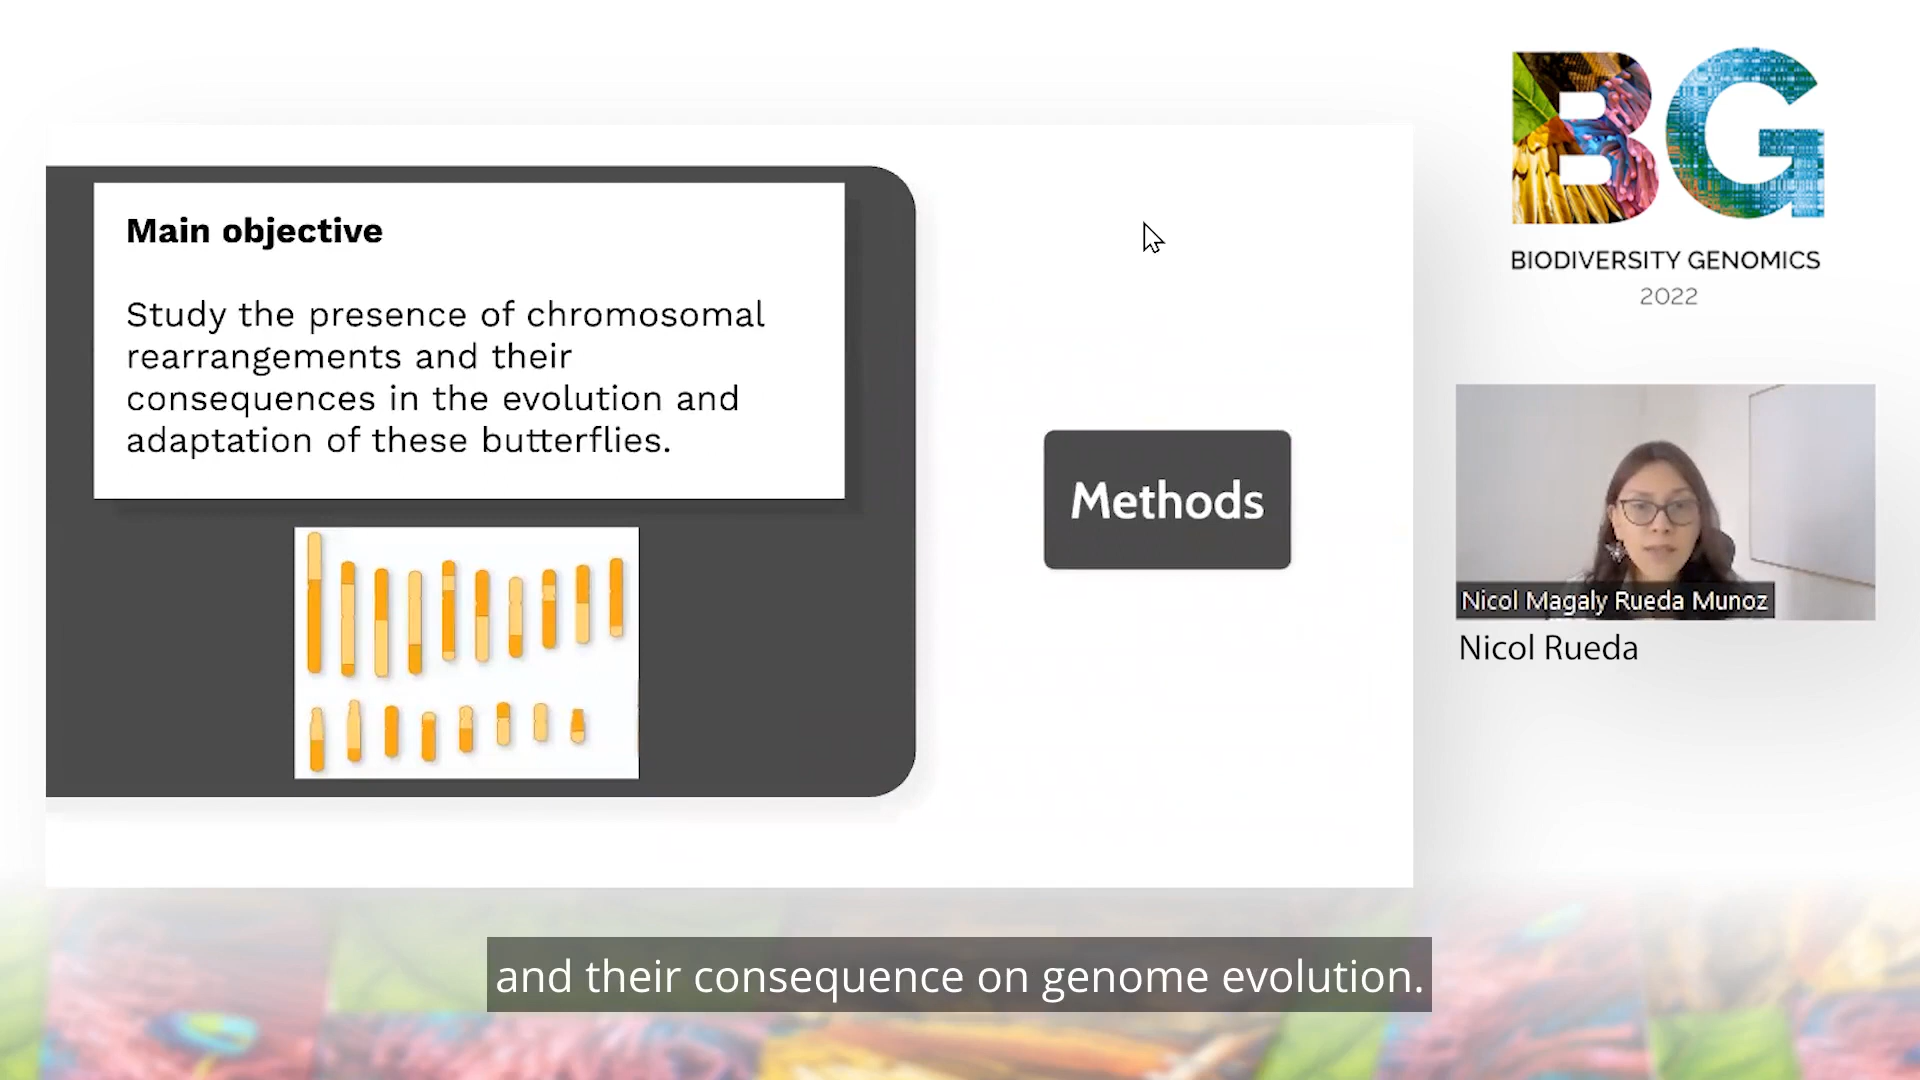 Main objective
Study the presence of chromosomal
rearrangements and their
consequences in the evolution and
adaptation of these butterflies.
Methods
BG
BIODIVERSITY GENOMICS
2022
Nicol Magaly Rueda Munoz
Nicol Rueda
and their consequence on genome evolution.